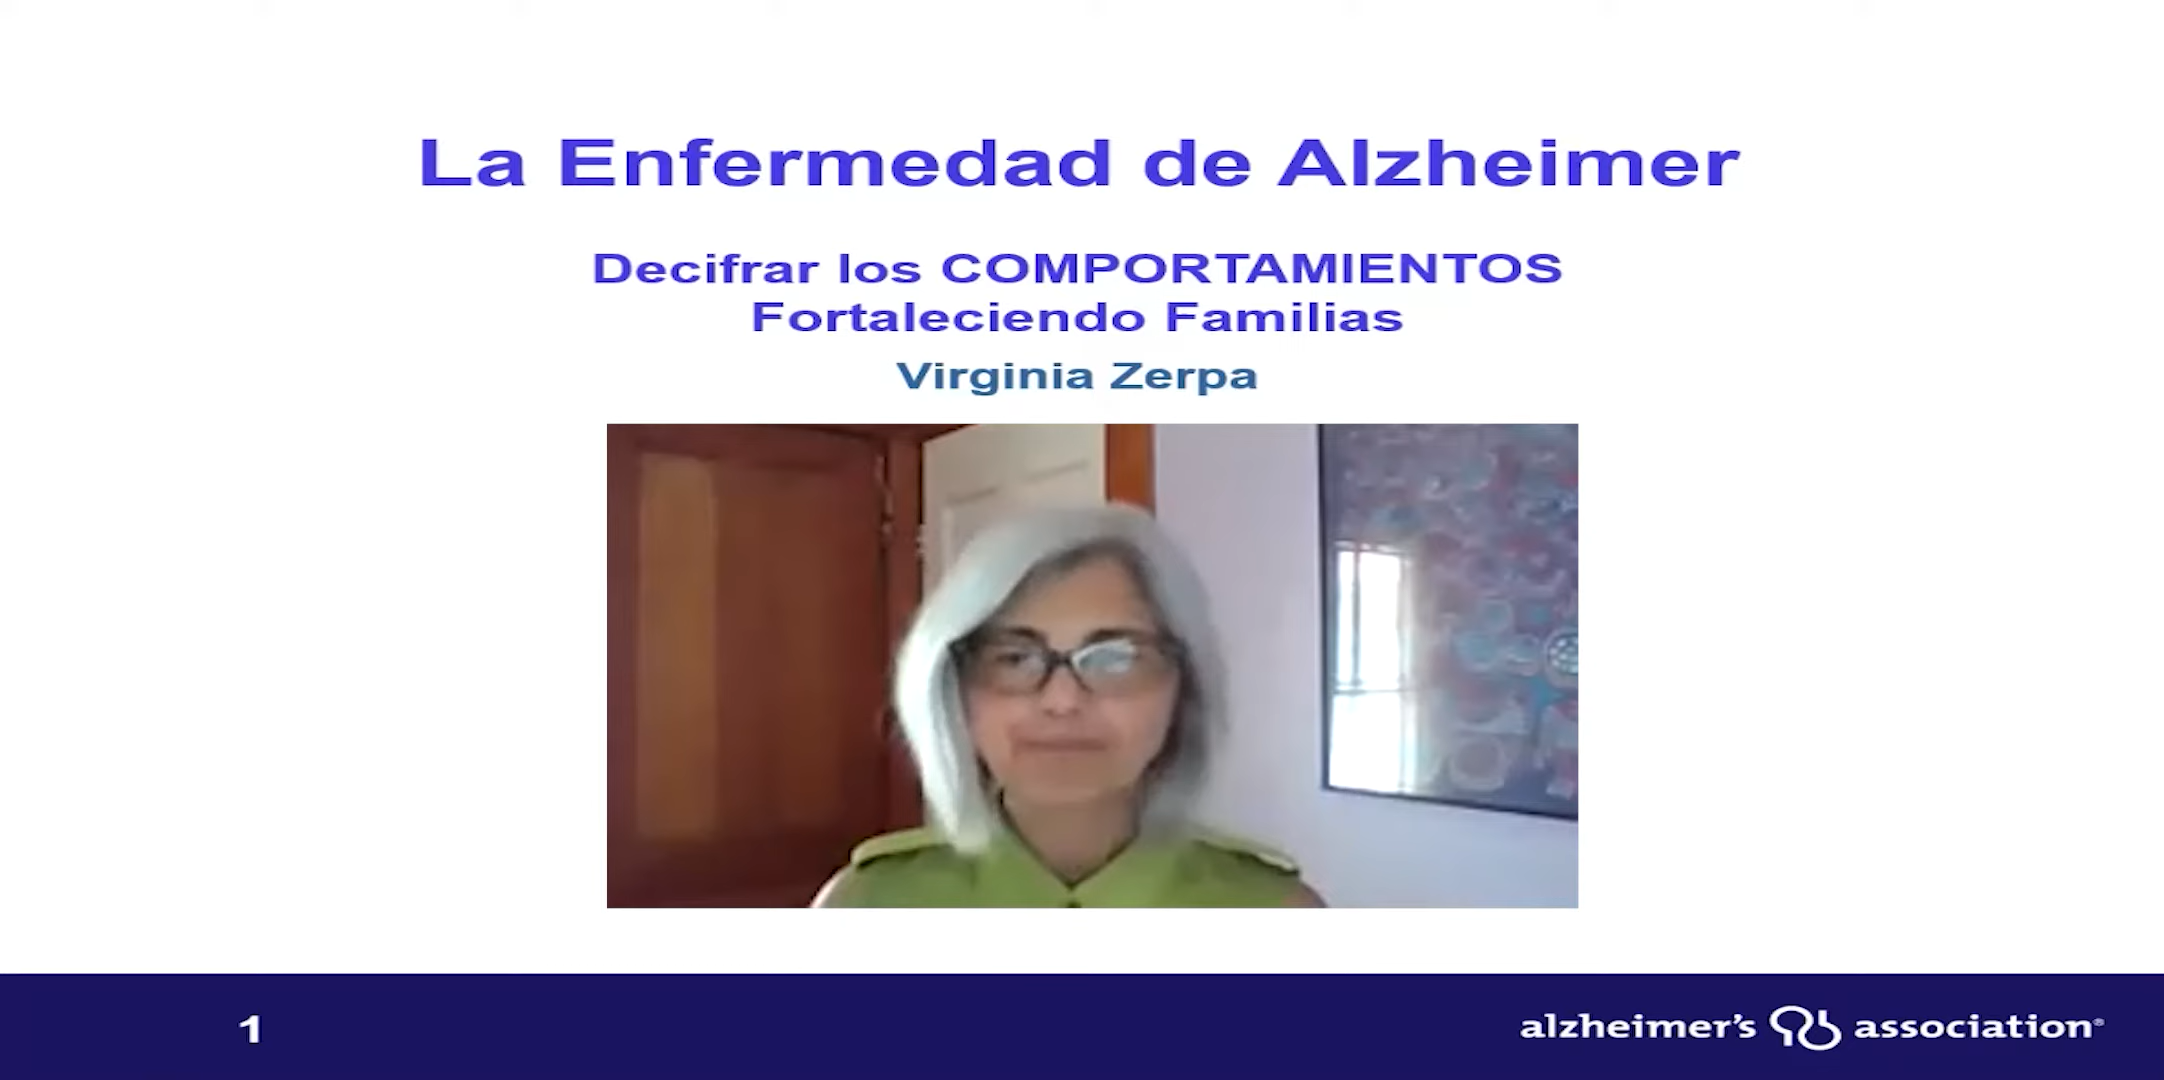 La Enfermedad de Alzheimer
Decifrar los COMPORTAMIENTOS
Fortaleciendo Familias
Virginia Zerpa
1
alzheimer's association®